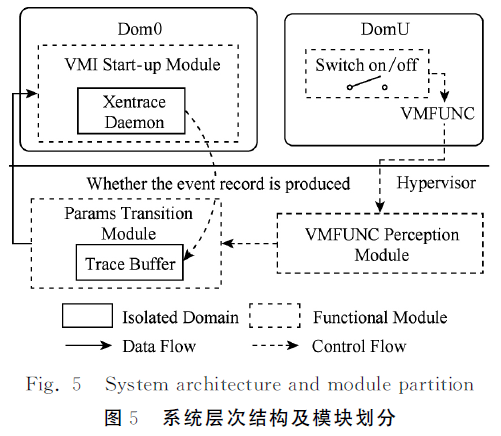 Dom0
VMI Start-up Module
Xentrace
Daemon
DomU
Switch on/off
VMFUNC
Whether the event record is produced
Hypervisor
Params Transition
Module
Trace Buffer
VMFUNC Perception
Module
Isolated Domain
Functional Module
Data Flow
Control Flow
Fig. 5 System architecture and module partition
图 5 系统层次结构及模块划分